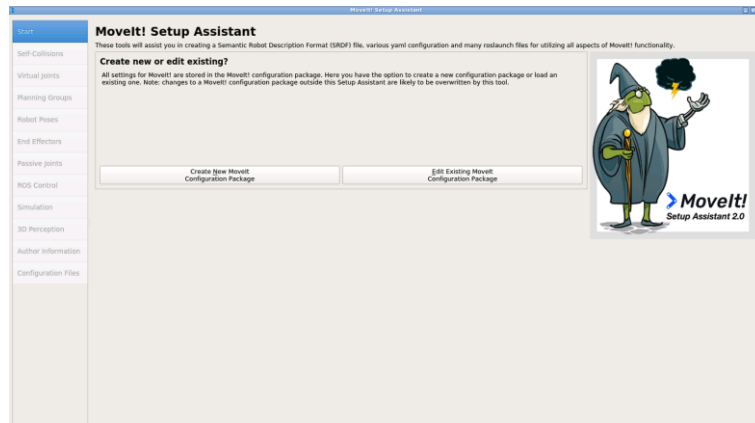 MoveIt! Setup Assistant
Start
Self-Collisions
Virtual Joints
Planning Groups
Robot Poses
End Effectors
Passive Joints
ROS Control
Simulation
3D Perception
Author Information
Configuration Files
MoveIt! Setup Assistant
These tools will assist you in creating a Semantic Robot Description Format (SRDF) file, various yaml configuration and many roslaunch files for utilizing all aspects of MoveIt! functionality.
Create new or edit existing?
All settings for MoveIt! are stored in the MoveIt! configuration package. Here you have the option to create a new configuration package or load an
existing one. Note: changes to a MoveIt! configuration package outside this Setup Assistant are likely to be overwritten by this tool.
Create New MoveIt
Configuration Package
Edit Existing MoveIt
Configuration Package
MoveIt!
Setup Assistant 2.0